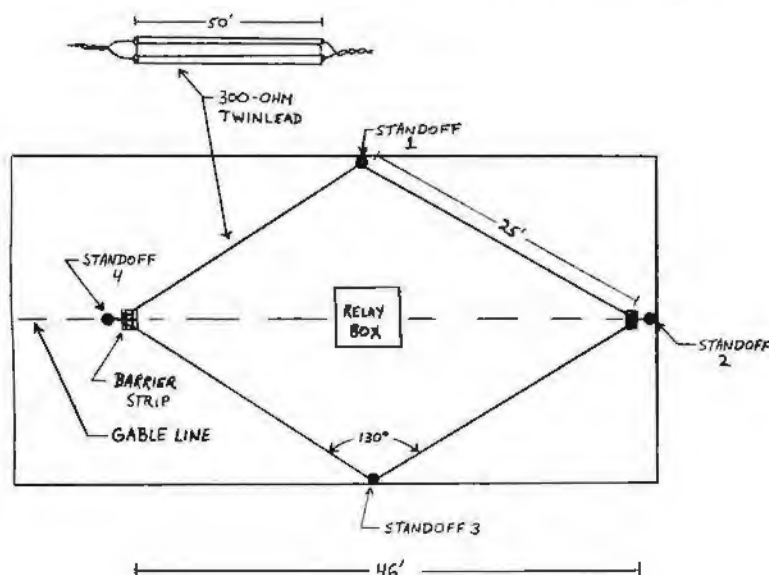 50'
300-OHM
TWINLEAD
STANDOFF
1
25'
STANDOFF
4
RELAY
BOX
STANDOFF
2
BARRIER
STRIP
GABLE LINE
130°
STANDOFF 3
46'